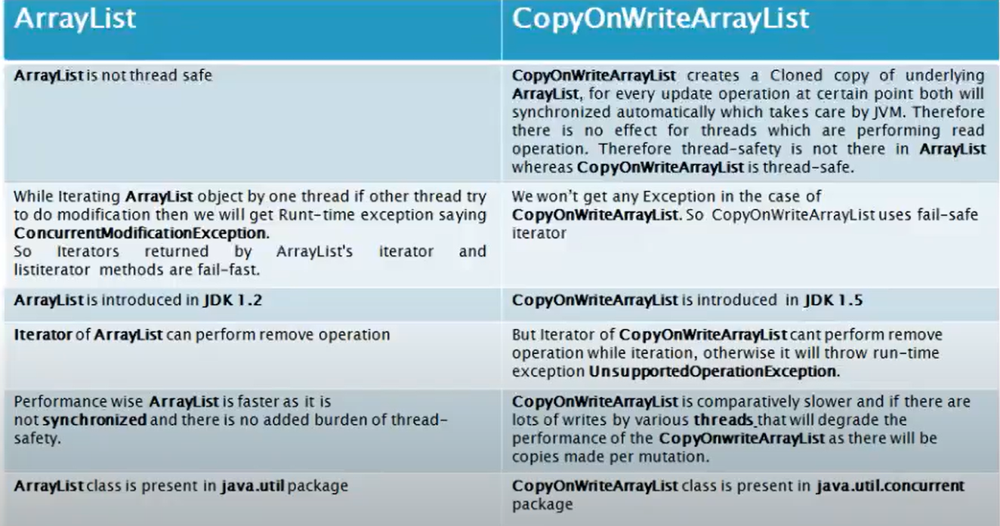 ArrayList
CopyOnWriteArrayList
ArrayList is not thread safe
CopyOnWriteArrayList creates a Cloned copy of underlying
ArrayList, for every update operation at certain point both will
synchronized automatically which takes care by JVM. Therefore
there is no effect for threads which are performing read
operation. Therefore thread-safety is not there in ArrayList
whereas CopyOnWriteArrayList is thread-safe.
While Iterating ArrayList object by one thread if other thread try
to do modification then we will get Runt-time exception saying
ConcurrentModificationException.
So Iterators returned by ArrayList's iterator and
listiterator methods are fail-fast.
We won't get any Exception in the case of
CopyOnWriteArrayList. So CopyOnWriteArrayList uses fail-safe
iterator
ArrayList is introduced in JDK 1.2
CopyOnWriteArrayList is introduced in JDK 1.5
Iterator of ArrayList can perform remove operation
But Iterator of CopyOnWriteArrayList cant perform remove
operation while iteration, otherwise it will throw run-time
exception UnsupportedOperationException.
Performance wise ArrayList is faster as it is
not synchronized and there is no added burden of thread-
safety.
CopyOnWriteArrayList is comparatively slower and if there are
lots of writes by various threads that will degrade the
performance of the CopyOnwriteArrayList as there will be
copies made per mutation.
ArrayList class is present in java.util package
CopyOnWriteArrayList class is present in java.util.concurrent
package